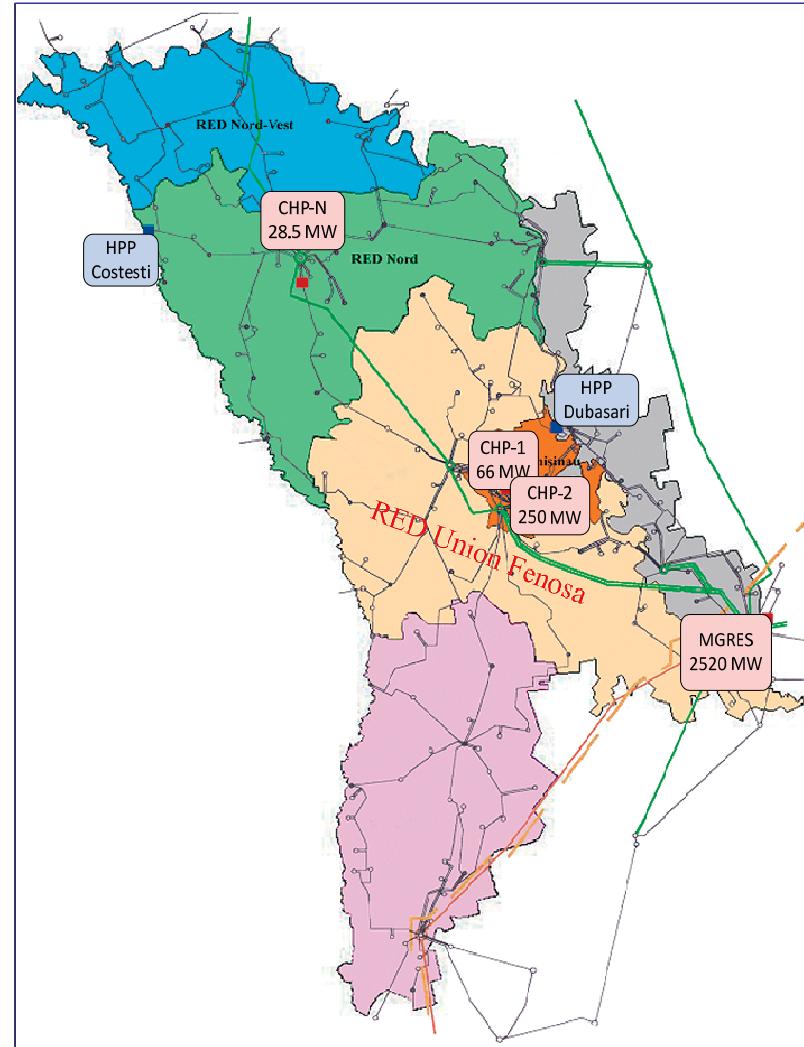 RED Nord-Vest
CHP-N
28.5 MW
HPP
Costesti
RED Nord
HPP
Dubasari
CHP-1
66 MW
CHP-2
250 MW
RED Union Fenosa
MGRES
2520 MW